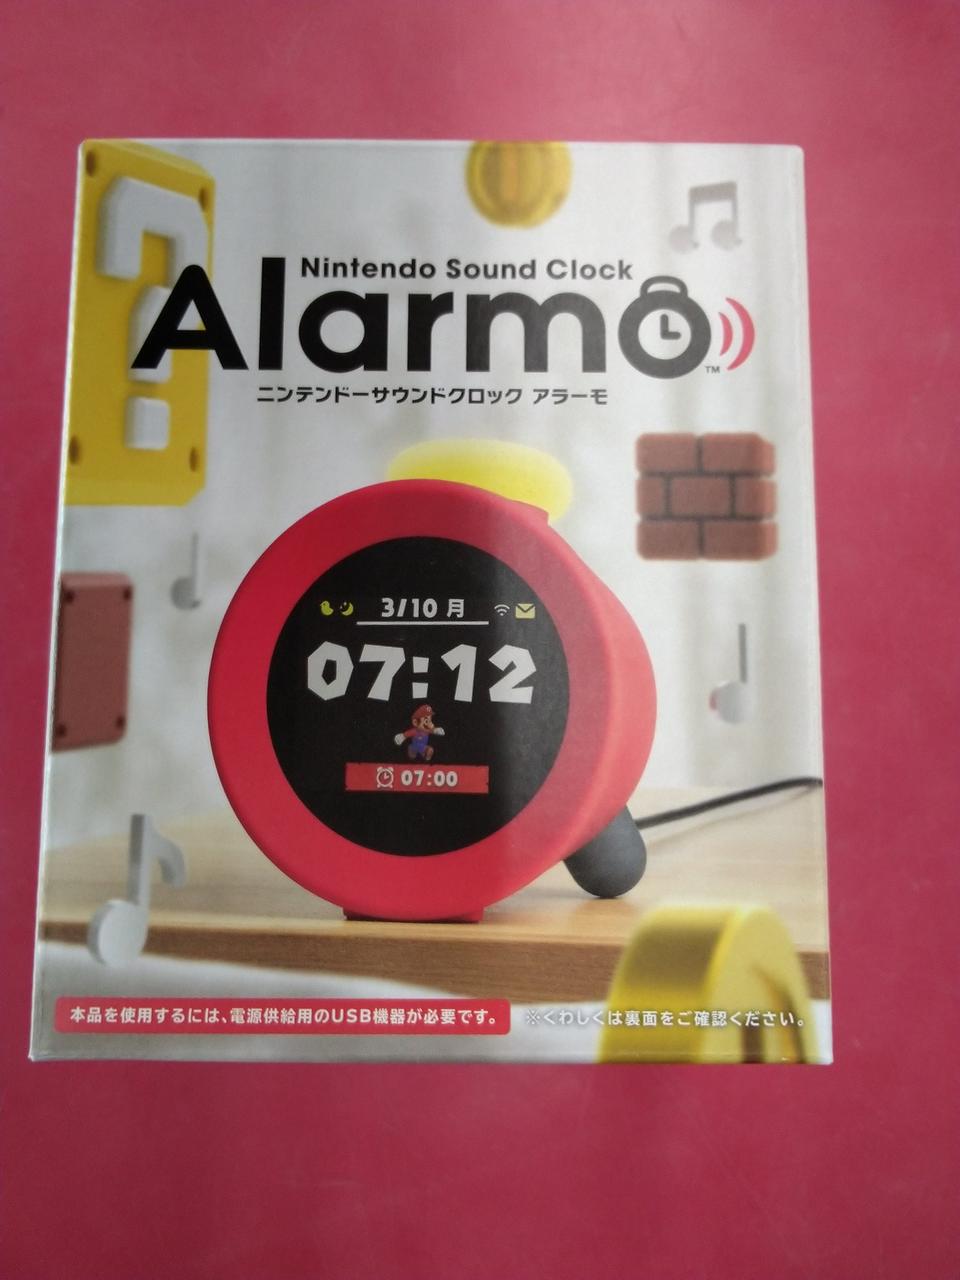 Nintendo Sound Clock
Alarmo TM
ニンテンドーサウンドクロック アラーモ
3/10 月
07:12
07:00
本品を使用するには、電源供給用のUSB機器が必要です。
※くわしくは裏面をご確認ください。